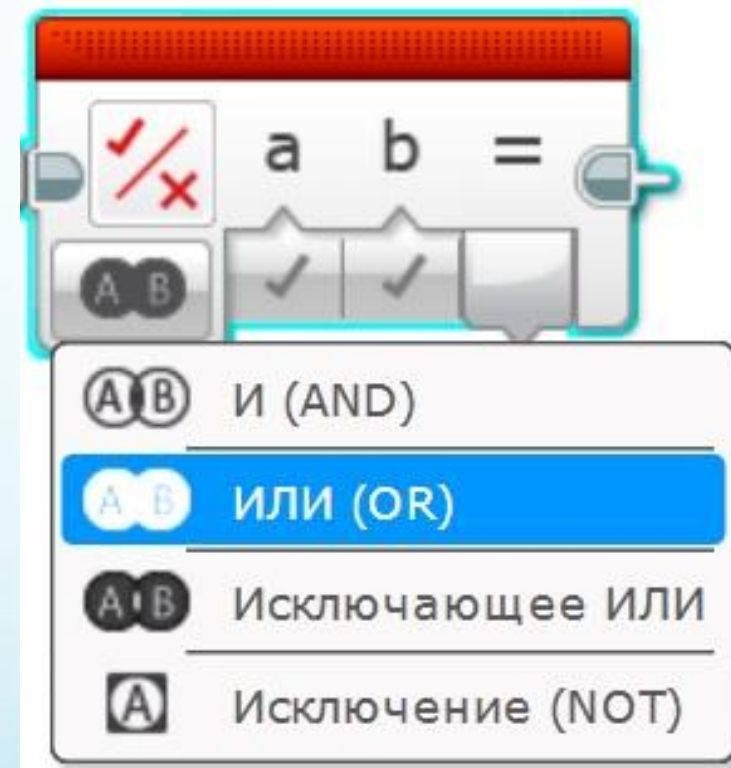 a b =
A B
A B И (AND)
A B ИЛИ (OR)
A B Исключающее ИЛИ
A Исключение (NOT)